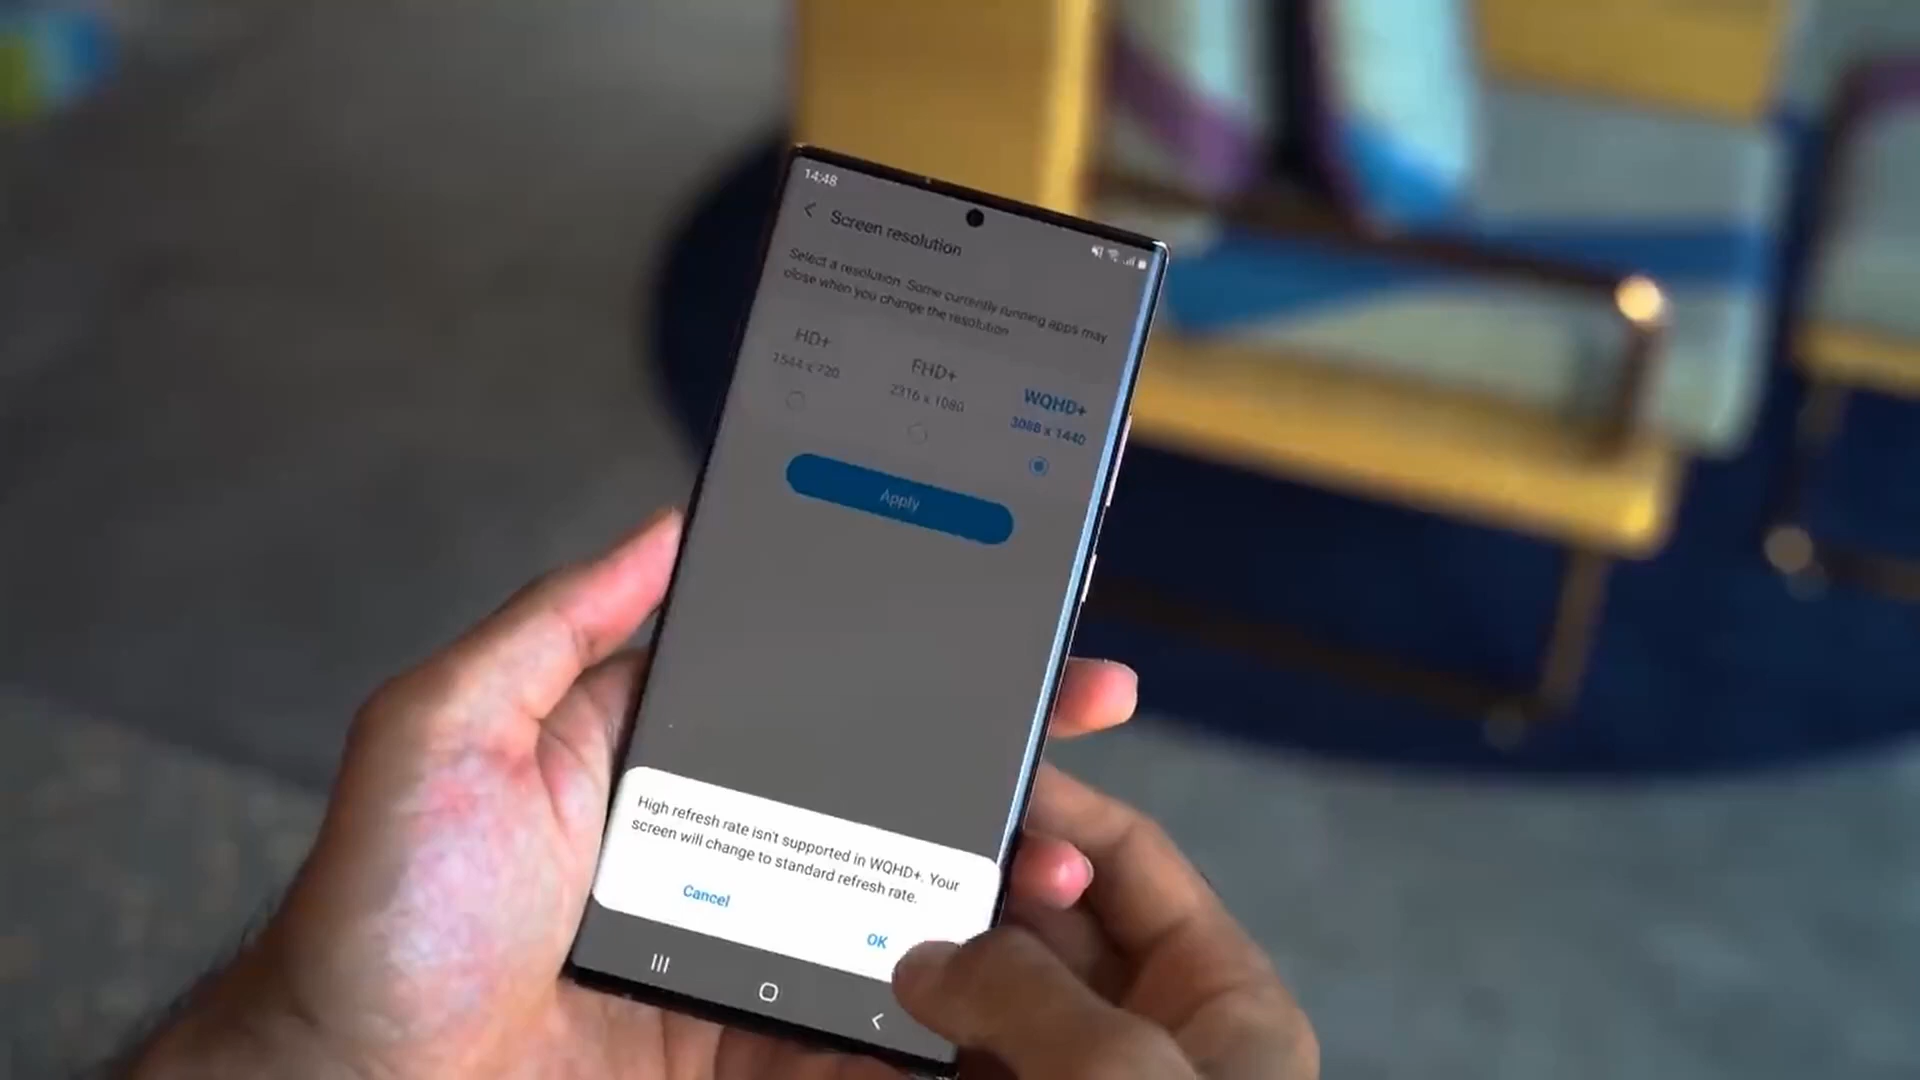 14:48
Screen resolution
Select a resolution. Some currently running apps may
close when you change the resolution.
HD+
1544 x 720
FHD+
2316 x 1080
WQHD+
3088 x 1440
Apply
High refresh rate isn't supported in WQHD+. Your
screen will change to standard refresh rate.
Cancel
OK